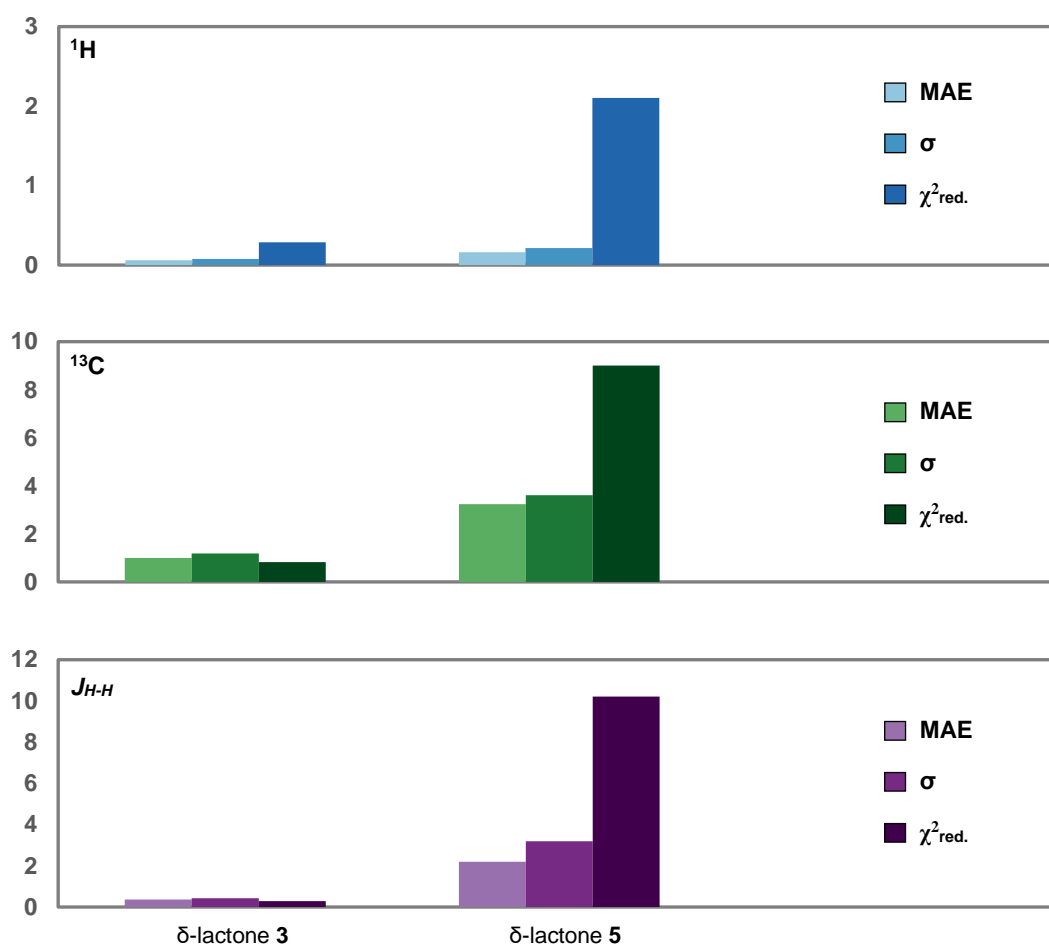 3
¹H
2
1
0
MAE
σ
χ²red.
10
¹³C
8
6
4
2
0
MAE
σ
χ²red.
12
J_H-H
10
8
6
4
2
0
MAE
σ
χ²red.
δ-lactone 3
δ-lactone 5